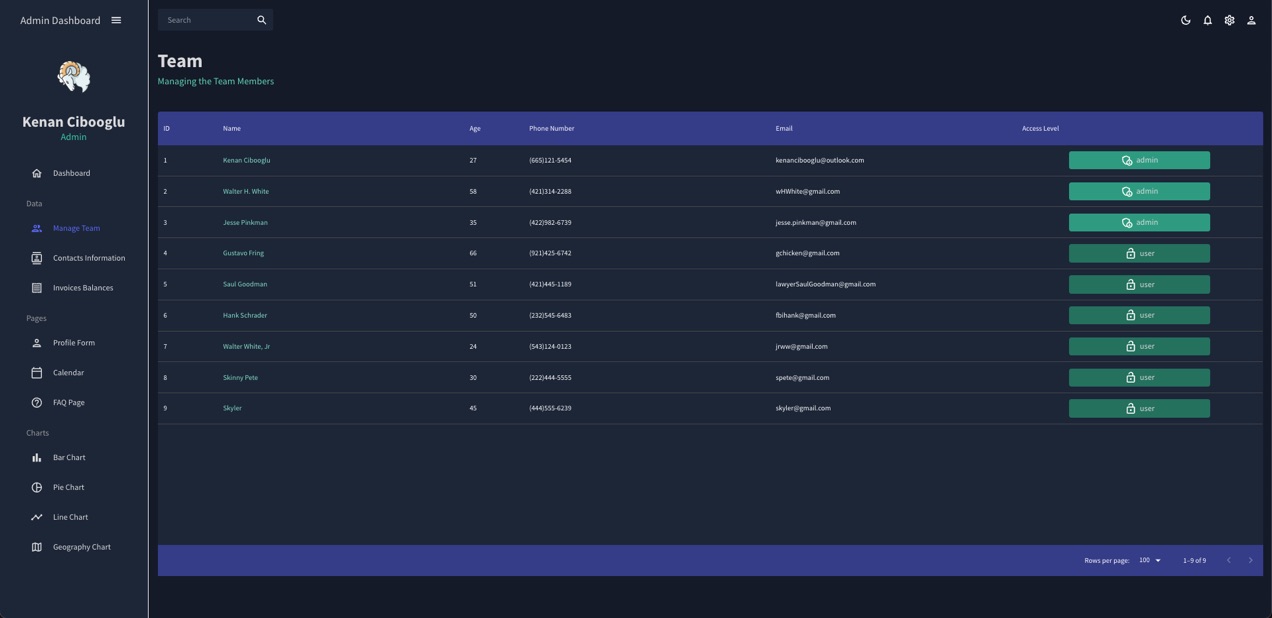 Admin Dashboard
Kenan Cibooglu
Admin
Dashboard
Data
Manage Team
Contacts Information
Invoices Balances
Pages
Profile Form
Calendar
FAQ Page
Charts
Bar Chart
Pie Chart
Line Chart
Geography Chart
Search
Team
Managing the Team Members
ID Name Age Phone Number Email Access Level
1 Kenan Cibooglu 27 (665)121-5454 kenancibooglu@outlook.com admin
2 Walter H. White 58 (421)314-2288 wHWhite@gmail.com admin
3 Jesse Pinkman 35 (422)982-6739 jesse.pinkman@gmail.com admin
4 Gustavo Fring 66 (921)425-6742 gchicken@gmail.com user
5 Saul Goodman 51 (421)445-1189 lawyerSaulGoodman@gmail.com user
6 Hank Schrader 50 (232)545-6483 fbihank@gmail.com user
7 Walter White, Jr 24 (543)124-0123 jrww@gmail.com user
8 Skinny Pete 30 (222)444-5555 spete@gmail.com user
9 Skyler 45 (444)555-6239 skyler@gmail.com user
Rows per page: 100 1–9 of 9